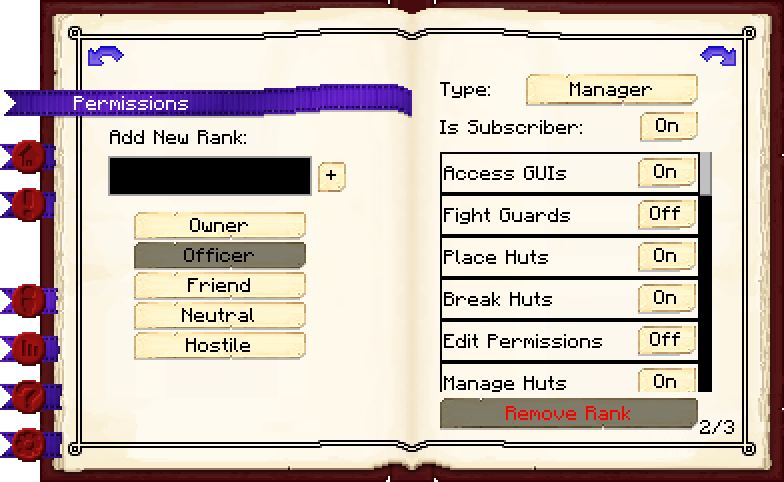 Permissions
Add New Rank:
+
Owner
Officer
Friend
Neutral
Hostile
Type: Manager
Is Subscriber: On
Access GUIs On
Fight Guards Off
Place Huts On
Break Huts On
Edit Permissions Off
Manage Huts On
Remove Rank
2/3